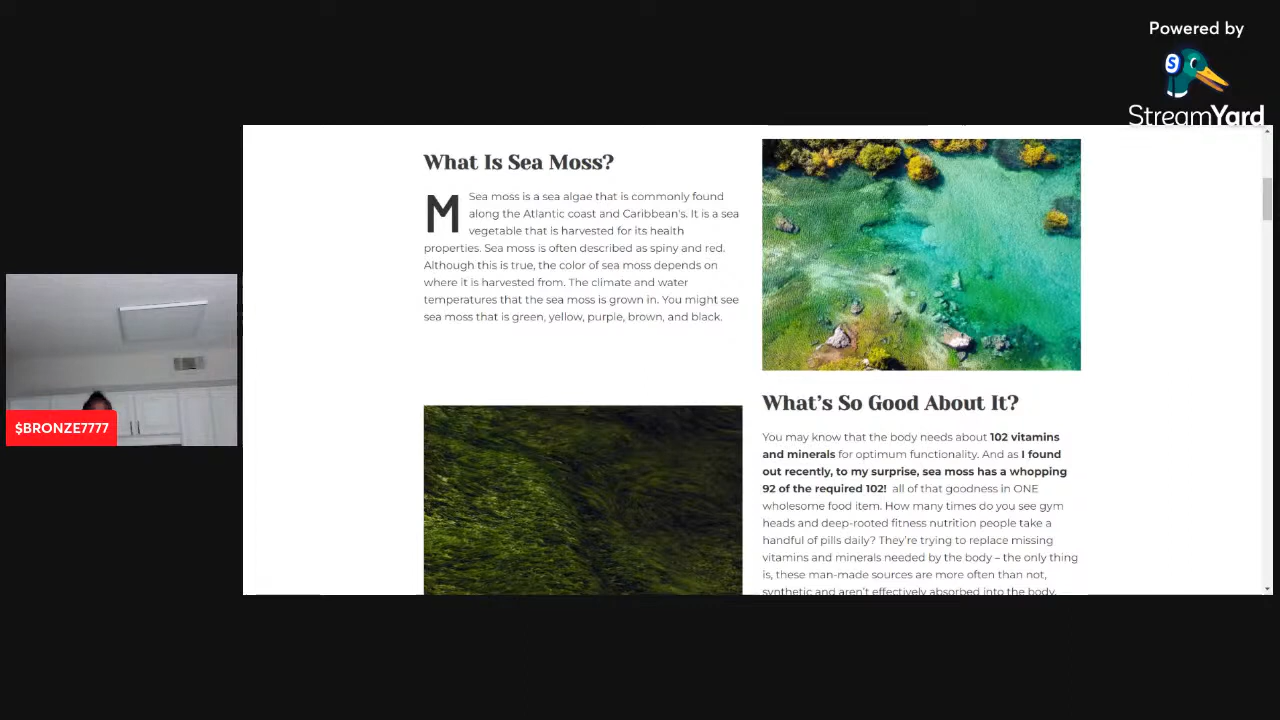 Powered by
StreamYard
What Is Sea Moss?
M Sea moss is a sea algae that is commonly found
along the Atlantic coast and Caribbean's. It is a sea
vegetable that is harvested for its health
properties. Sea moss is often described as spiny and red.
Although this is true, the color of sea moss depends on
where it is harvested from. The climate and water
temperatures that the sea moss is grown in. You might see
sea moss that is green, yellow, purple, brown, and black.
What's So Good About It?
You may know that the body needs about 102 vitamins
and minerals for optimum functionality. And as I found
out recently, to my surprise, sea moss has a whopping
92 of the required 102! all of that goodness in ONE
wholesome food item. How many times do you see gym
heads and deep-rooted fitness nutrition people take a
handful of pills daily? They're trying to replace missing
vitamins and minerals needed by the body – the only thing
is, these man-made sources are more often than not,
synthetic and aren't effectively absorbed into the body.
$BRONZE7777